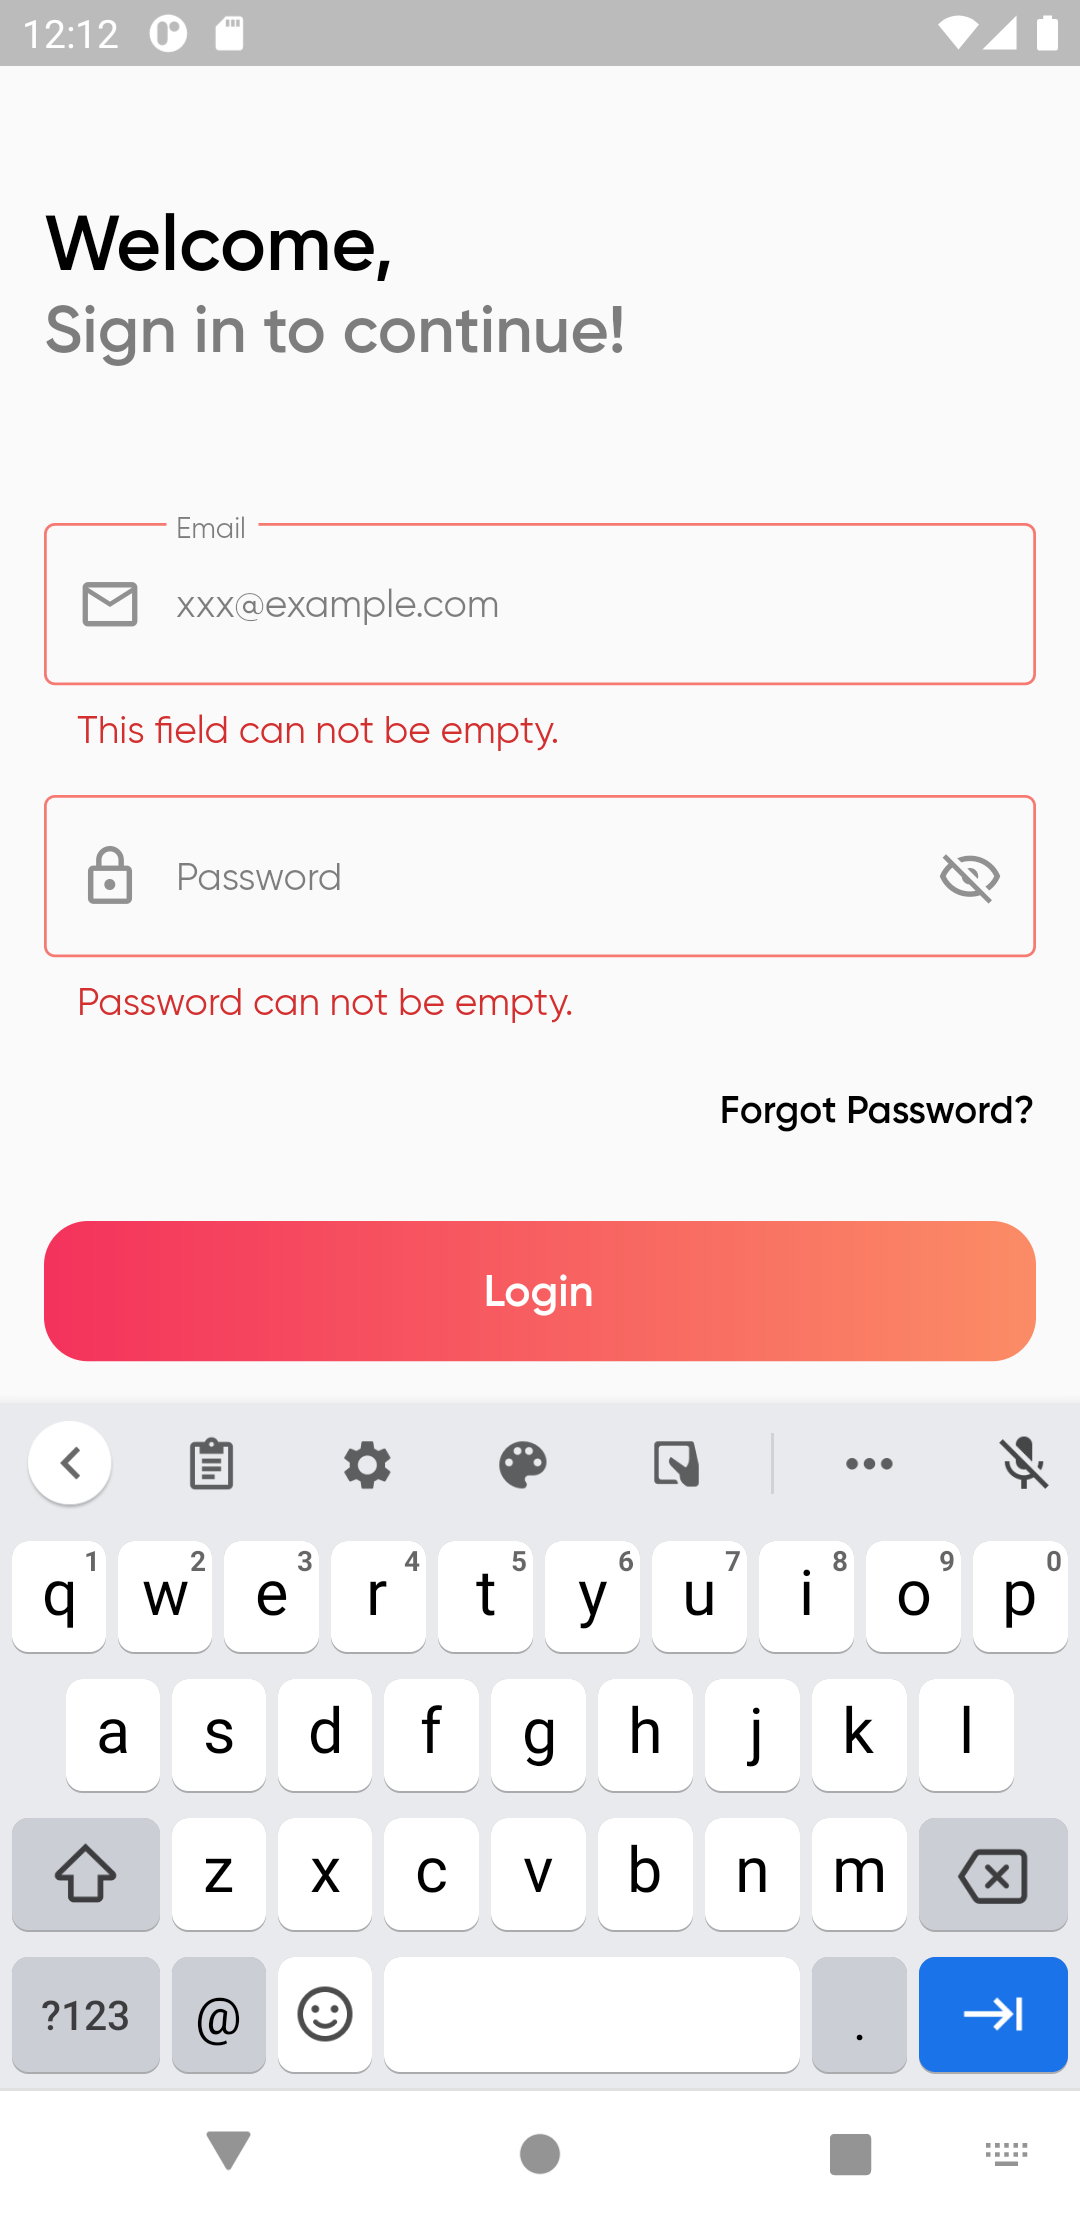 12:12
Welcome,
Sign in to continue!
Email
xxx@example.com
This field can not be empty.
Password
Password can not be empty.
Forgot Password?
Login
q 1 w 2 e 3 r 4 t 5 y 6 u 7 i 8 o 9 p 0
a s d f g h j k l
z x c v b n m
?123 @ .